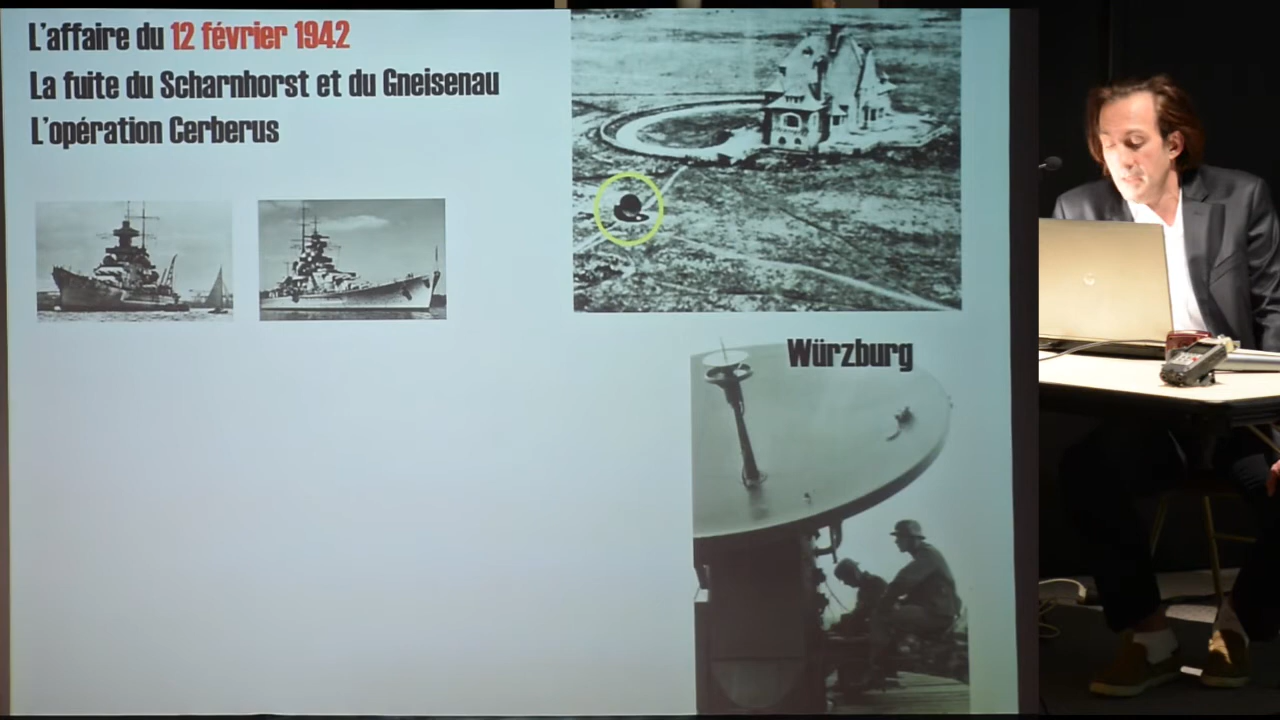 L'affaire du 12 février 1942
La fuite du Scharnhorst et du Gneisenau
L'opération Cerberus
Würzburg